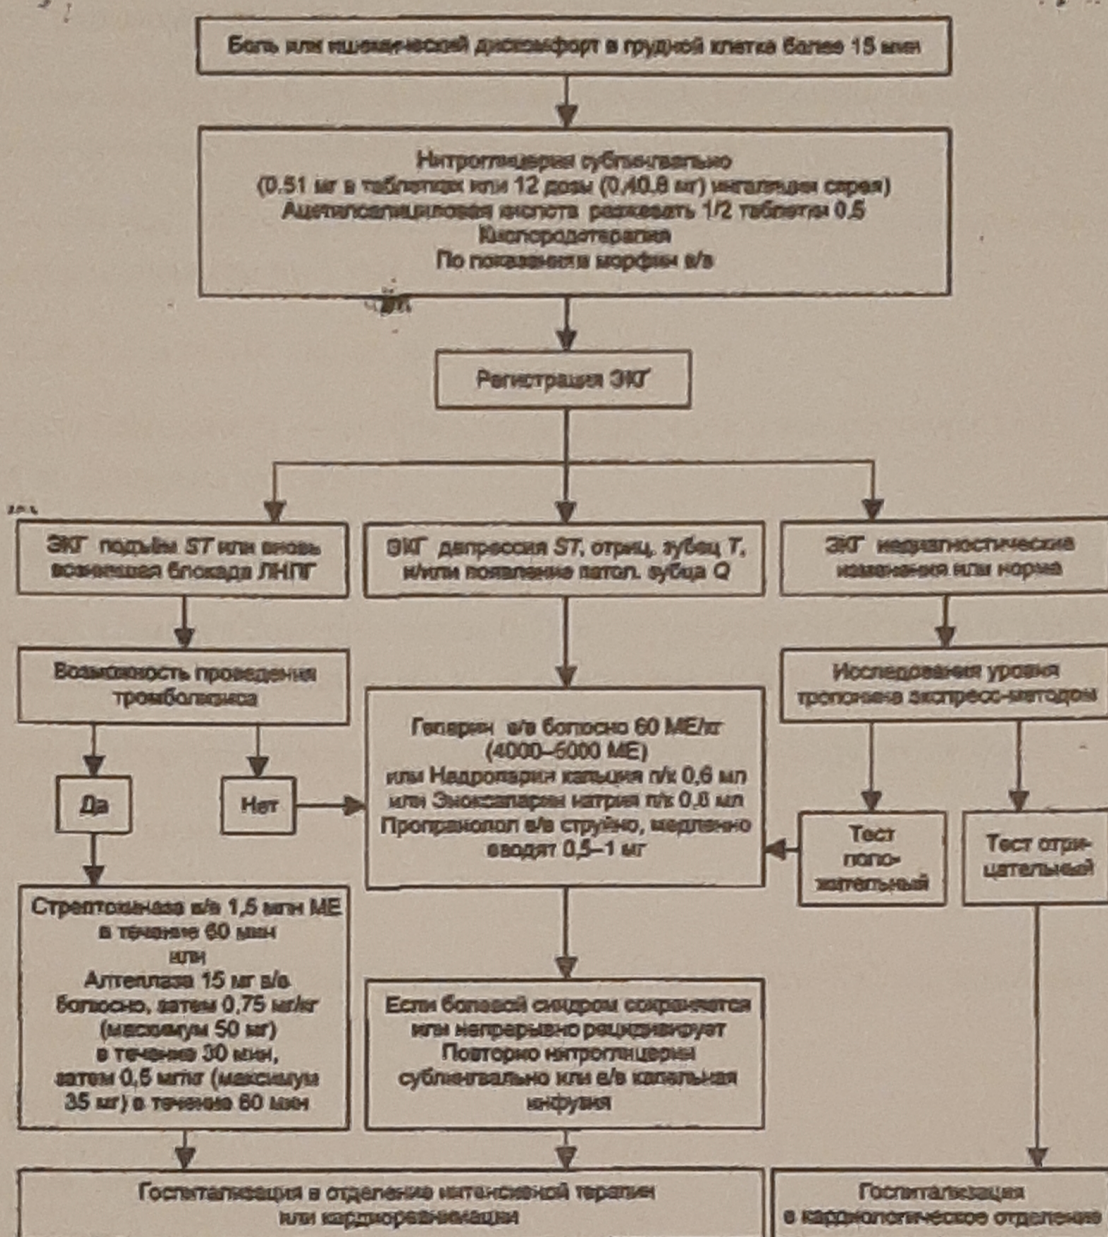 Боль или ишемический дискомфорт в грудной клетке более 15 мин
Нитроглицерин сублингвально
(0.51 мг в таблетках или 12 дозы (0,40.8 мг) ингаляции спрея)
Ацетилсалициловая кислота разжевать 1/2 таблетки 0.5
Кислородотерапия
По показаниям морфин в/в
Регистрация ЭКГ
ЭКГ подъём ST или вновь
возникшая блокада ЛНПГ
ЭКГ депрессия ST, отриц. зубец T,
и/или появление патол. зубца Q
ЭКГ недиагностические
изменения или норма
Возможность проведения
тромболизиса
Исследования уровня
тропонина экспресс-методом
Да
Нет
Гепарин в/в болюсно 60 МЕ/кг
(4000–5000 МЕ)
или Надропарин кальция п/к 0,6 мл
или Эноксапарин натрия п/к 0,8 мл
Пропранолол в/в струйно, медленно
вводят 0,5–1 мг
Тест
поло-
жительный
Тест отри-
цательный
Стрептокиназа в/в 1,5 млн МЕ
в течение 60 мин
или
Алтеплаза 15 мг в/в
болюсно, затем 0,75 мг/кг
(максимум 50 мг)
в течение 30 мин,
затем 0,5 мг/кг (максимум
35 мг) в течение 60 мин
Если болевой синдром сохраняется
или непрерывно рецидивирует
Повторно нитроглицерин
сублингвально или в/в капельная
инфузия
Госпитализация в отделение интенсивной терапии
или кардиореанимации
Госпитализация
в кардиологическое отделение